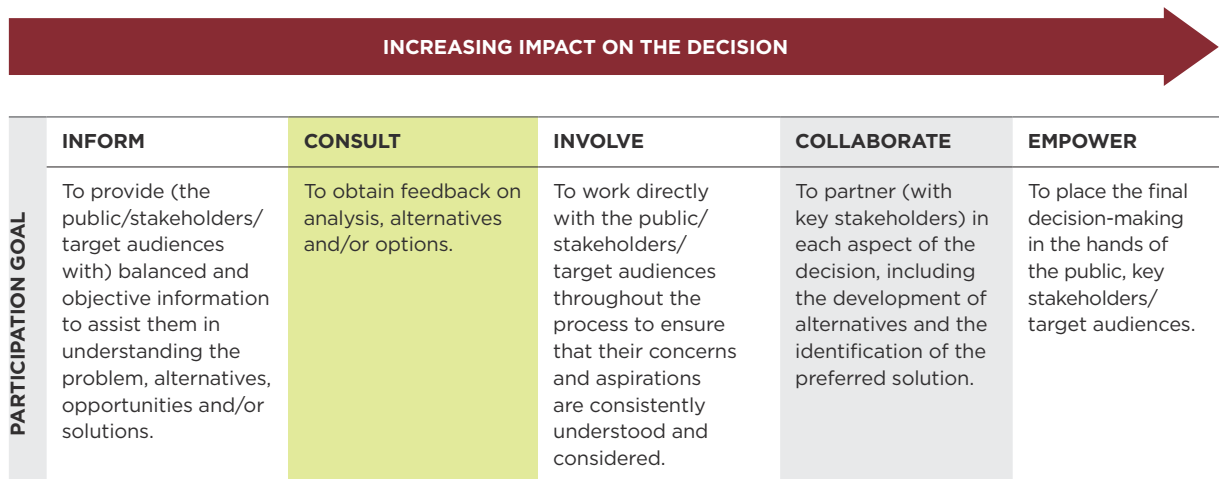 INCREASING IMPACT ON THE DECISION
PARTICIPATION GOAL
INFORM
To provide (the
public/stakeholders/
target audiences
with) balanced and
objective information
to assist them in
understanding the
problem, alternatives,
opportunities and/or
solutions.
CONSULT
To obtain feedback on
analysis, alternatives
and/or options.
INVOLVE
To work directly
with the public/
stakeholders/
target audiences
throughout the
process to ensure
that their concerns
and aspirations
are consistently
understood and
considered.
COLLABORATE
To partner (with
key stakeholders) in
each aspect of the
decision, including
the development of
alternatives and the
identification of the
preferred solution.
EMPOWER
To place the final
decision-making
in the hands of
the public, key
stakeholders/
target audiences.